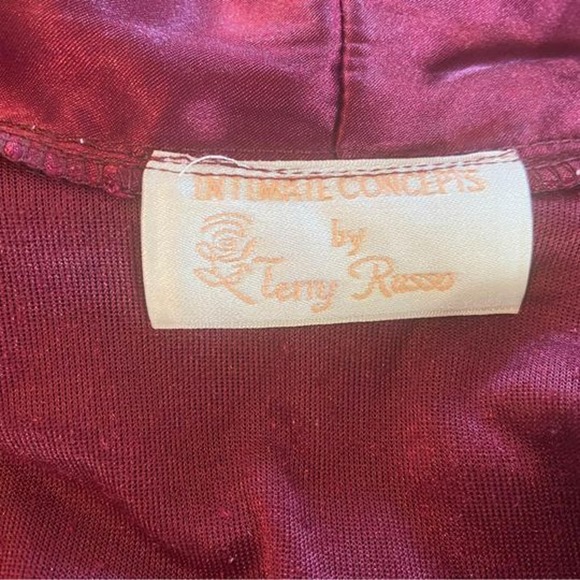 INTIMATE CONCEPTS
by
Terry Russo